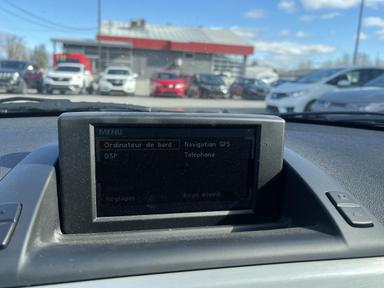 MENU
Ordinateur de bord
Navigation GPS
DSP
Téléphone
Réglages